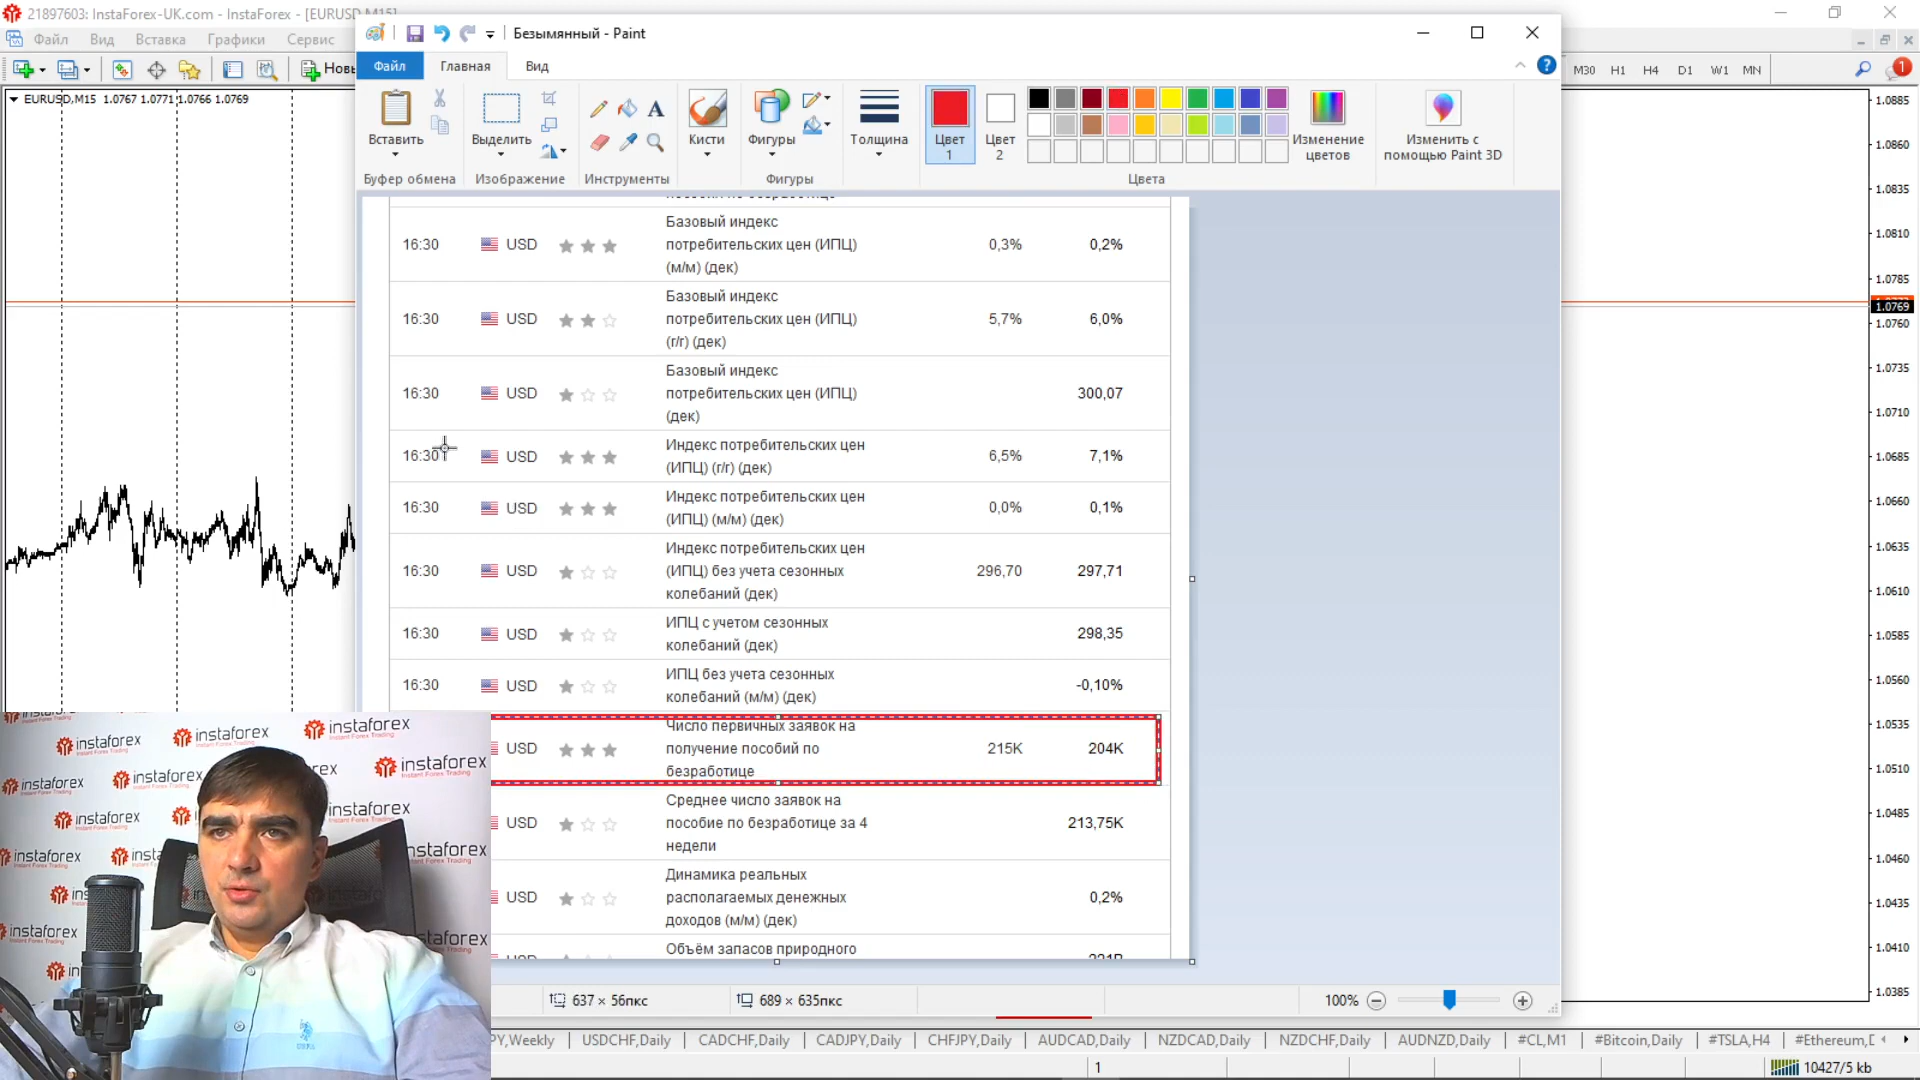 21897603: InstaForex-UK.com - InstaForex - [EURUSD,M15]
Файл Вид Вставка Графики Сервис
Новы
M30 H1 H4 D1 W1 MN
1
EURUSD,M15 1.0767 1.0771 1.0766 1.0769
Безымянный - Paint
Файл Главная Вид
Вставить
Выделить
Кисти
Фигуры
Толщина
Цвет
1
Цвет
2
Изменение
цветов
Изменить с
помощью Paint 3D
Буфер обмена
Изображение
Инструменты
Фигуры
Цвета
16:30 USD Базовый индекс
потребительских цен (ИПЦ)
(м/м) (дек) 0,3% 0,2%
16:30 USD Базовый индекс
потребительских цен (ИПЦ)
(г/г) (дек) 5,7% 6,0%
16:30 USD Базовый индекс
потребительских цен (ИПЦ)
(дек) 300,07
16:30 USD Индекс потребительских цен
(ИПЦ) (г/г) (дек) 6,5% 7,1%
16:30 USD Индекс потребительских цен
(ИПЦ) (м/м) (дек) 0,0% 0,1%
16:30 USD Индекс потребительских цен
(ИПЦ) без учета сезонных
колебаний (дек) 296,70 297,71
16:30 USD ИПЦ с учетом сезонных
колебаний (дек) 298,35
16:30 USD ИПЦ без учета сезонных
колебаний (м/м) (дек) -0,10%
USD Число первичных заявок на
получение пособий по
безработице 215K 204K
USD Среднее число заявок на
пособие по безработице за 4
недели 213,75K
USD Динамика реальных
располагаемых денежных
доходов (м/м) (дек) 0,2%
Объём запасов природного
637 × 56пкс
689 × 635пкс
100%
1.0885
1.0860
1.0835
1.0810
1.0785
1.0769
1.0760
1.0735
1.0710
1.0685
1.0660
1.0635
1.0610
1.0585
1.0560
1.0535
1.0510
1.0485
1.0460
1.0435
1.0410
1.0385
instaforex
Instant Forex Trading
PY,Weekly USDCHF,Daily CADCHF,Daily CADJPY,Daily CHFJPY,Daily AUDCAD,Daily NZDCAD,Daily NZDCHF,Daily AUDNZD,Daily #CL,M1 #Bitcoin,Daily #TSLA,H4 #Ethereum,D
1
10427/5 kb